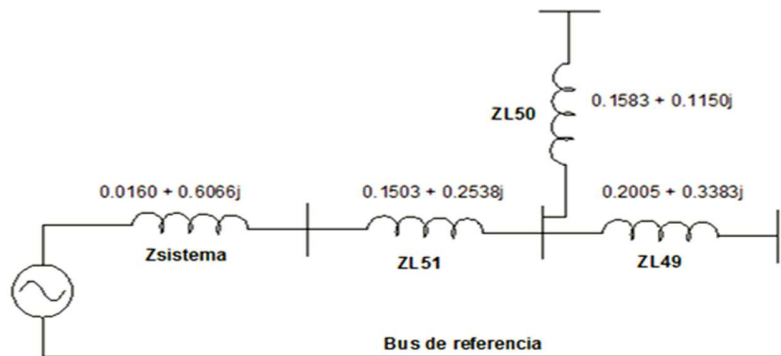 ZL50
0.1583 + 0.1150j
0.0160 + 0.6066j
0.1503 + 0.2538j
0.2005 + 0.3383j
Zsistema
ZL51
ZL49
Bus de referencia